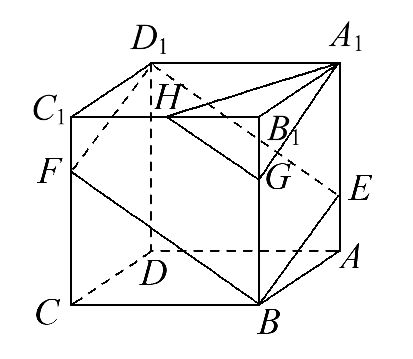 D₁ A₁
C₁ H B₁
F G E
D A
C B